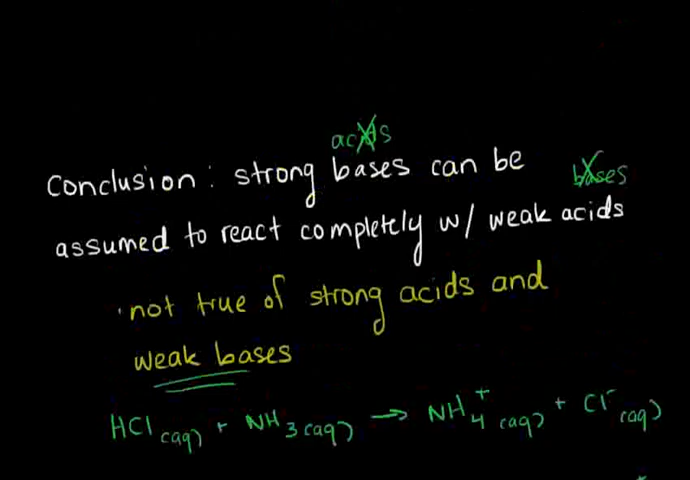 acids
Conclusion: strong bases can be
bases
assumed to react completely w/ weak acids
· not true of strong acids and
weak bases
HCl (aq) + NH3 (aq) → NH4+ (aq) + Cl- (aq)